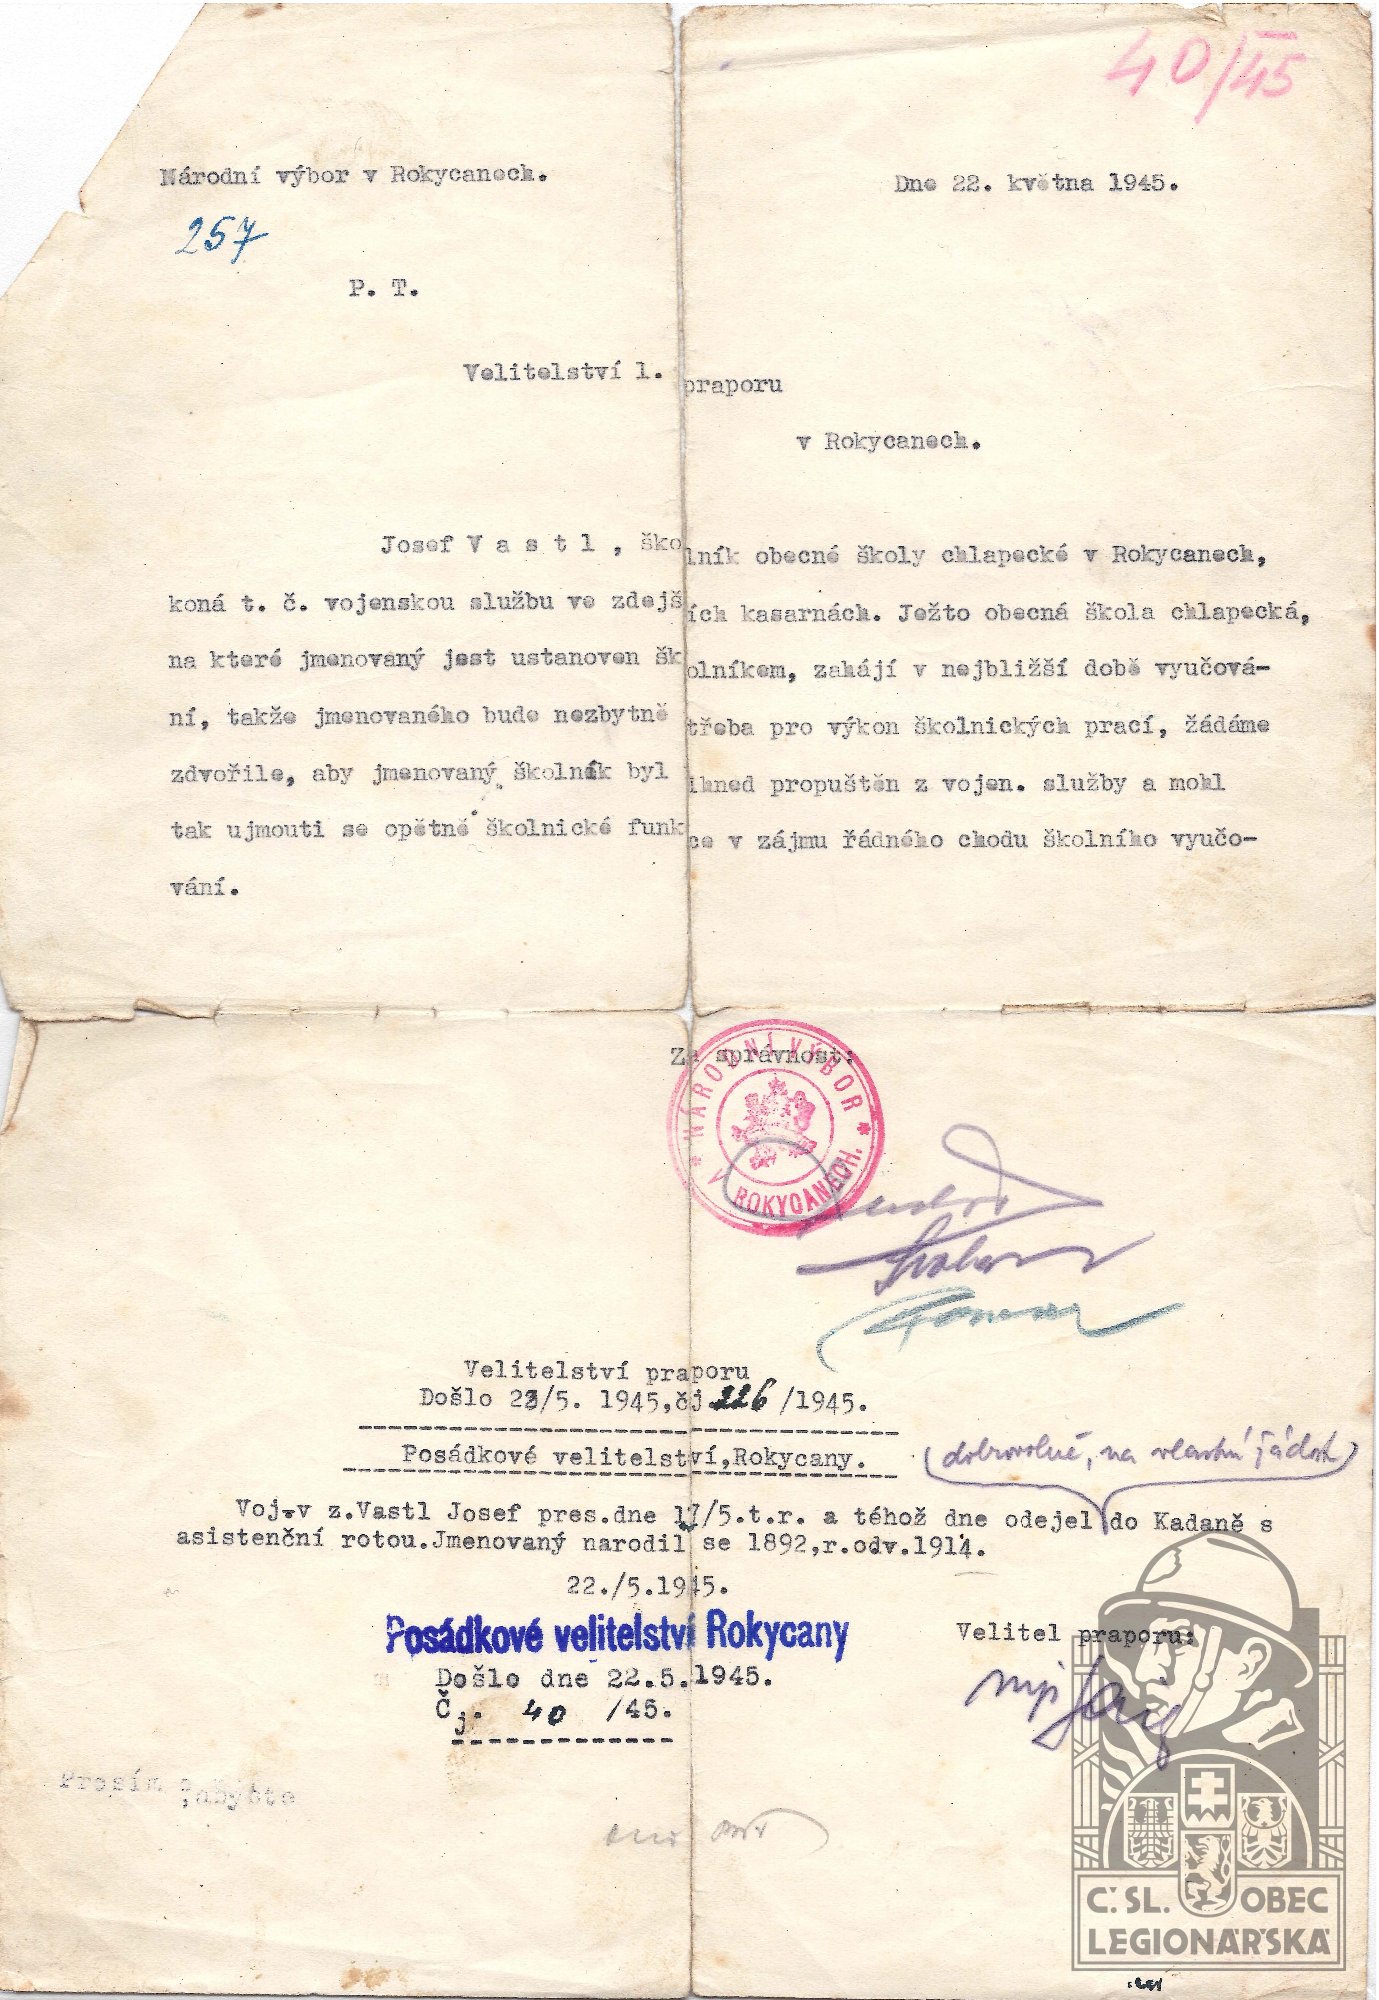 40/45
Národní výbor v Rokycanech.
Dne 22. května 1945.
257
P. T.
Velitelství 1. praporu
v Rokycanech.
Josef V a s t l , školník obecné školy chlapecké v Rokycanech,
koná t. č. vojenskou službu ve zdejších kasarnách. Ježto obecná škola chlapecká,
na které jmenovaný jest ustanoven školníkem, zahájí v nejbližší době vyučová-
ní, takže jmenovaného bude nezbytně třeba pro výkon školnických prací, žádáme
zdvořile, aby jmenovaný školník byl ihned propuštěn z vojen. služby a mohl
tak ujmouti se opětně školnické funkce v zájmu řádného chodu školního vyučo-
vání.
Za správnost:
* NÁRODNÍ VÝBOR *
V ROKYCANECH.
Velitelství praporu
Došlo 22/5. 1945,čj 226 /1945.
Posádkové velitelství,Rokycany.
(dobrovolně, na vlastní žádost)
Voj.v z.Vastl Josef pres.dne 17/5.t.r. a téhož dne odejel do Kadaně s
asistenční rotou.Jmenovaný narodil se 1892,r.odv.1914.
22./5.1945.
Posádkové velitelství Rokycany
Velitel praporu:
Došlo dne 22.5.1945.
Čj. 40 /45.
Prosím ,abyste
Č.SL. OBEC
LEGIONÁŘSKÁ